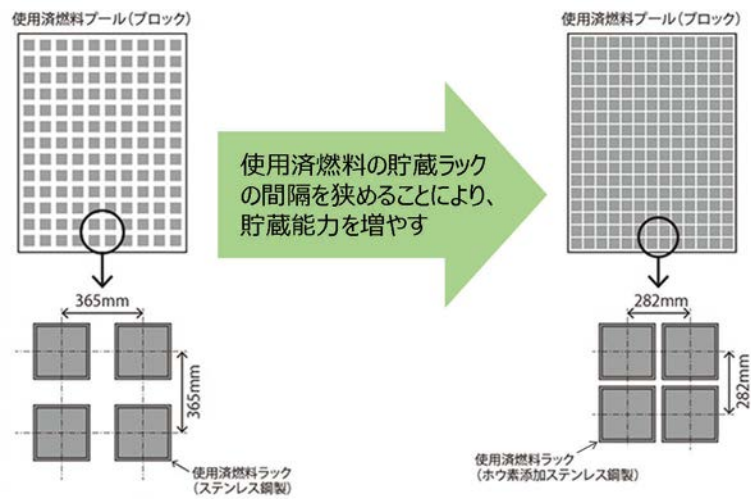 使用済燃料プール(ブロック)
使用済燃料プール(ブロック)
使用済燃料の貯蔵ラック
の間隔を狭めることにより、
貯蔵能力を増やす
365mm
365mm
使用済燃料ラック
(ステンレス鋼製)
282mm
282mm
使用済燃料ラック
(ホウ素添加ステンレス鋼製)